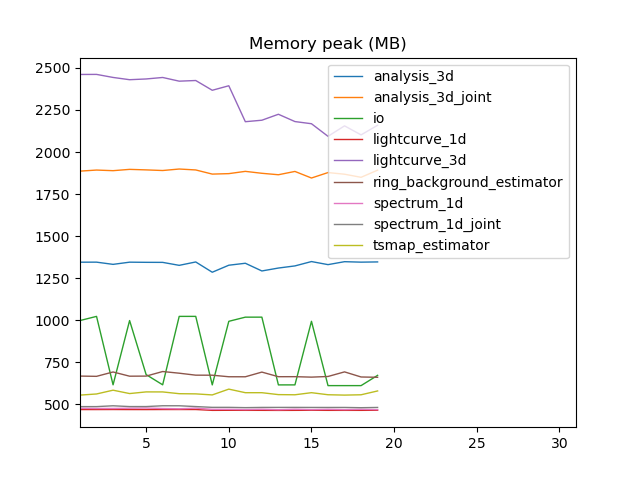 Memory peak (MB)
2500
2250
2000
1750
1500
1250
1000
750
500
analysis_3d
analysis_3d_joint
io
lightcurve_1d
lightcurve_3d
ring_background_estimator
spectrum_1d
spectrum_1d_joint
tsmap_estimator
5 10 15 20 25 30